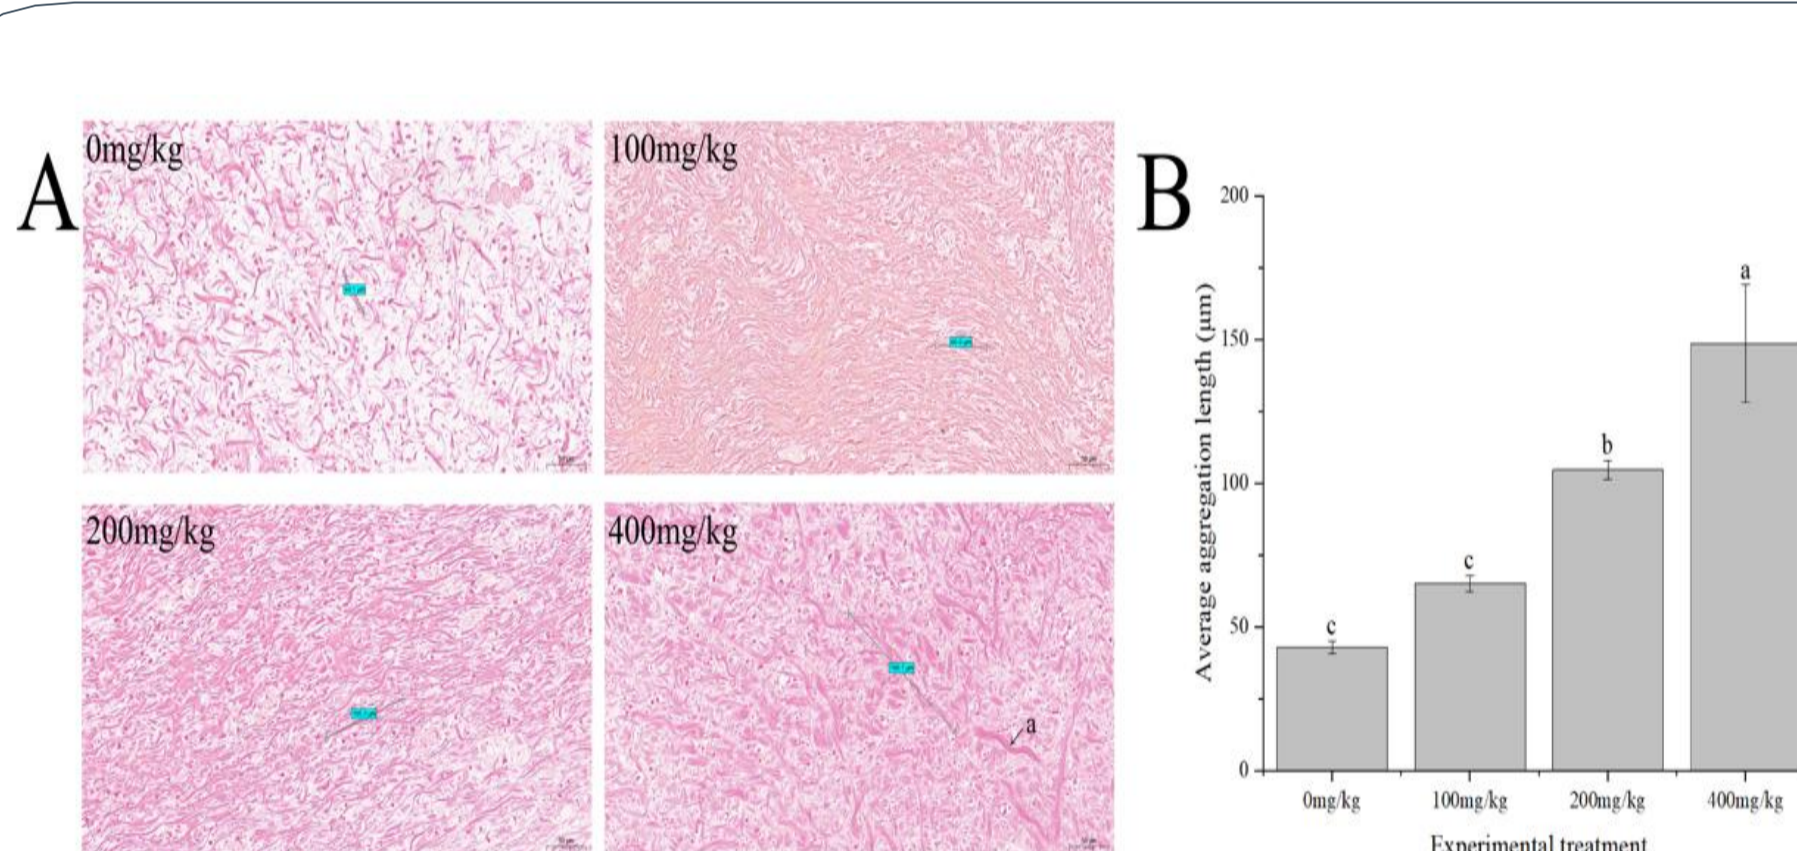 A
0mg/kg
100mg/kg
200mg/kg
400mg/kg
a
B
200
150
100
50
0
Average aggregation length (μm)
c
c
b
a
0mg/kg
100mg/kg
200mg/kg
400mg/kg
Experimental treatment